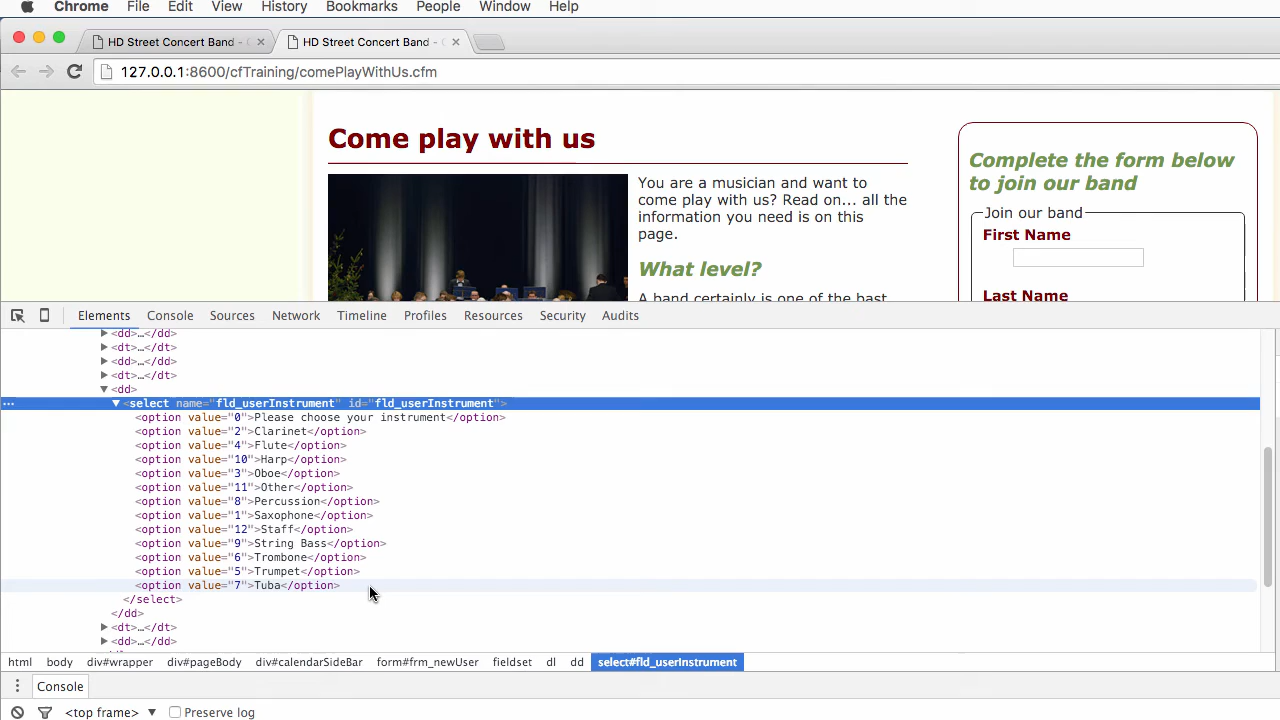 Chrome File Edit View History Bookmarks People Window Help
HD Street Concert Band - HD Street Concert Band -
127.0.0.1:8600/cfTraining/comePlayWithUs.cfm
Come play with us
You are a musician and want to
come play with us? Read on... all the
information you need is on this
page.
What level?
A band certainly is one of the best
Complete the form below
to join our band
Join our band
First Name
Last Name
Elements Console Sources Network Timeline Profiles Resources Security Audits
<dd>…</dd>
<dt>…</dt>
<dd>…</dd>
<dt>…</dt>
<dd>
<select name="fld_userInstrument" id="fld_userInstrument">
<option value="0">Please choose your instrument</option>
<option value="2">Clarinet</option>
<option value="4">Flute</option>
<option value="10">Harp</option>
<option value="3">Oboe</option>
<option value="11">Other</option>
<option value="8">Percussion</option>
<option value="1">Saxophone</option>
<option value="12">Staff</option>
<option value="9">String Bass</option>
<option value="6">Trombone</option>
<option value="5">Trumpet</option>
<option value="7">Tuba</option>
</select>
</dd>
<dt>…</dt>
<dd>…</dd>
html body div#wrapper div#pageBody div#calendarSideBar form#frm_newUser fieldset dl dd select#fld_userInstrument
Console
<top frame> Preserve log